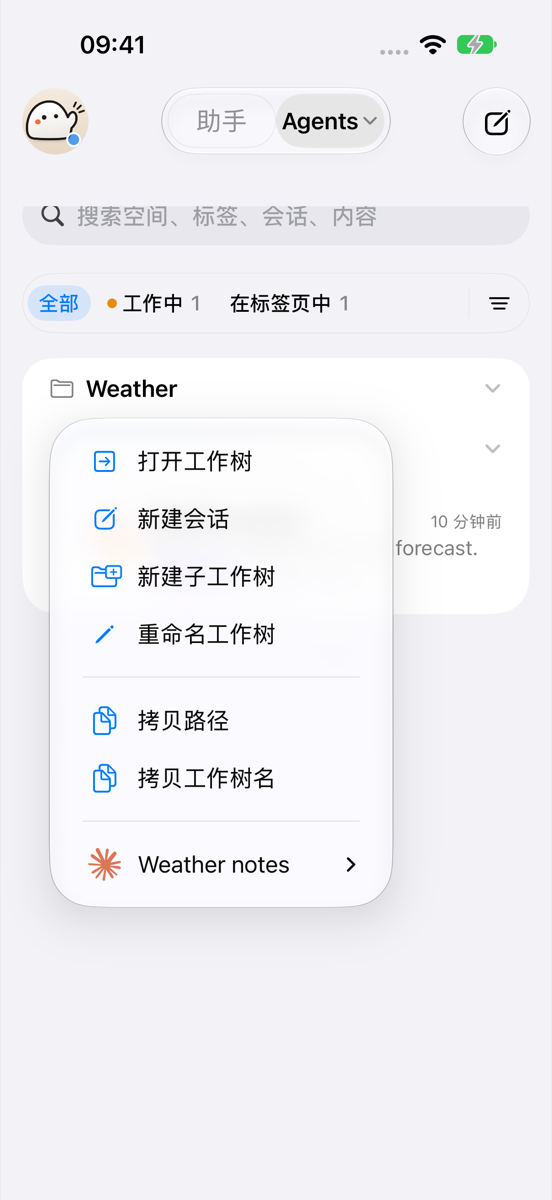 09:41
助手
Agents
搜索空间、标签、会话、内容
全部
工作中 1
在标签页中 1
Weather
打开工作树
新建会话
10 分钟前
forecast.
新建子工作树
重命名工作树
拷贝路径
拷贝工作树名
Weather notes